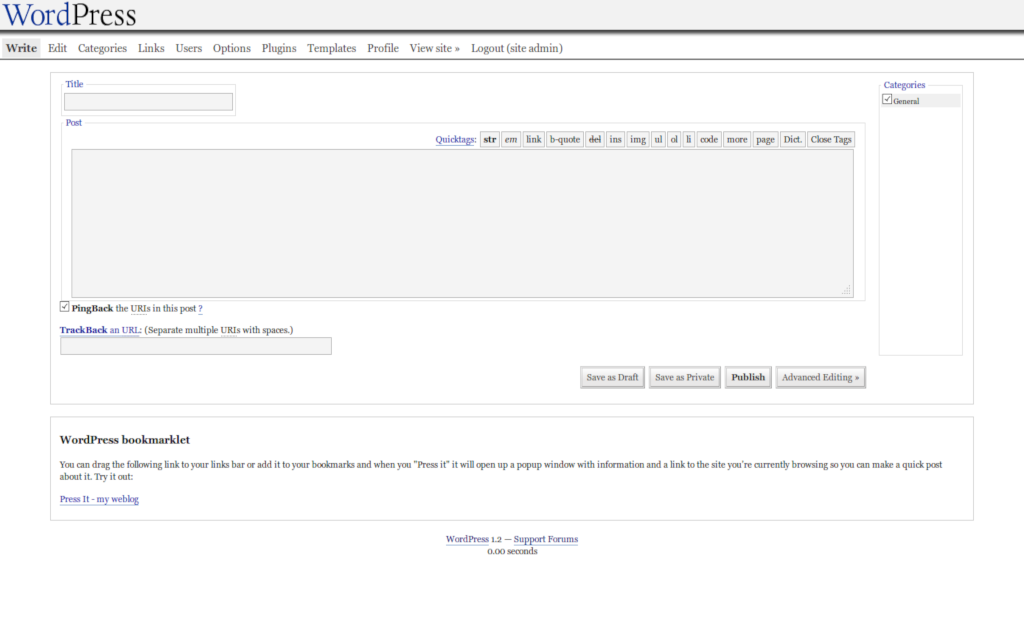 WordPress
Write Edit Categories Links Users Options Plugins Templates Profile View site » Logout (site admin)
Title
Categories
General
Post
Quicktags: str em link b-quote del ins img ul ol li code more page Dict. Close Tags
PingBack the URIs in this post ?
TrackBack an URL: (Separate multiple URIs with spaces.)
Save as Draft Save as Private Publish Advanced Editing »
WordPress bookmarklet
You can drag the following link to your links bar or add it to your bookmarks and when you "Press it" it will open up a popup window with information and a link to the site you're currently browsing so you can make a quick post
about it. Try it out:
Press It - my weblog
WordPress 1.2 — Support Forums
0.00 seconds